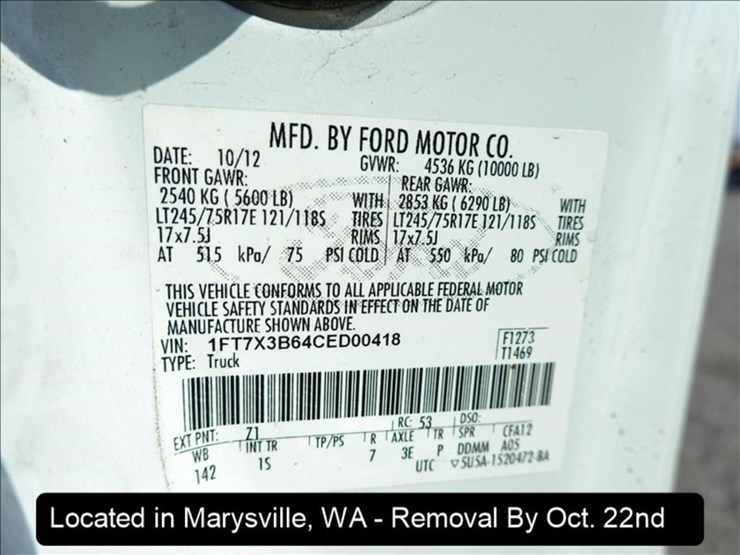 MFD. BY FORD MOTOR CO.
DATE: 10/12 GVWR: 4536 KG (10000 LB)
FRONT GAWR: REAR GAWR:
2540 KG ( 5600 LB) WITH 2853 KG ( 6290 LB) WITH
LT245/75R17E 121/118S TIRES LT245/75R17E 121/118S TIRES
17x7.5J RIMS 17x7.5J RIMS
AT 515 kPa/ 75 PSI COLD AT 550 kPa/ 80 PSI COLD
THIS VEHICLE CONFORMS TO ALL APPLICABLE FEDERAL MOTOR
VEHICLE SAFETY STANDARDS IN EFFECT ON THE DATE OF
MANUFACTURE SHOWN ABOVE.
VIN: 1FT7X3B64CED00418 F1273
TYPE: Truck T1469
EXT PNT: Z1 RC: 53 DSO:
WB INT TR TP/PS R AXLE TR SPR CFA12
142 1S 7 3E P DDMM A05
UTC ▽5USA-1520472-BA
Located in Marysville, WA - Removal By Oct. 22nd